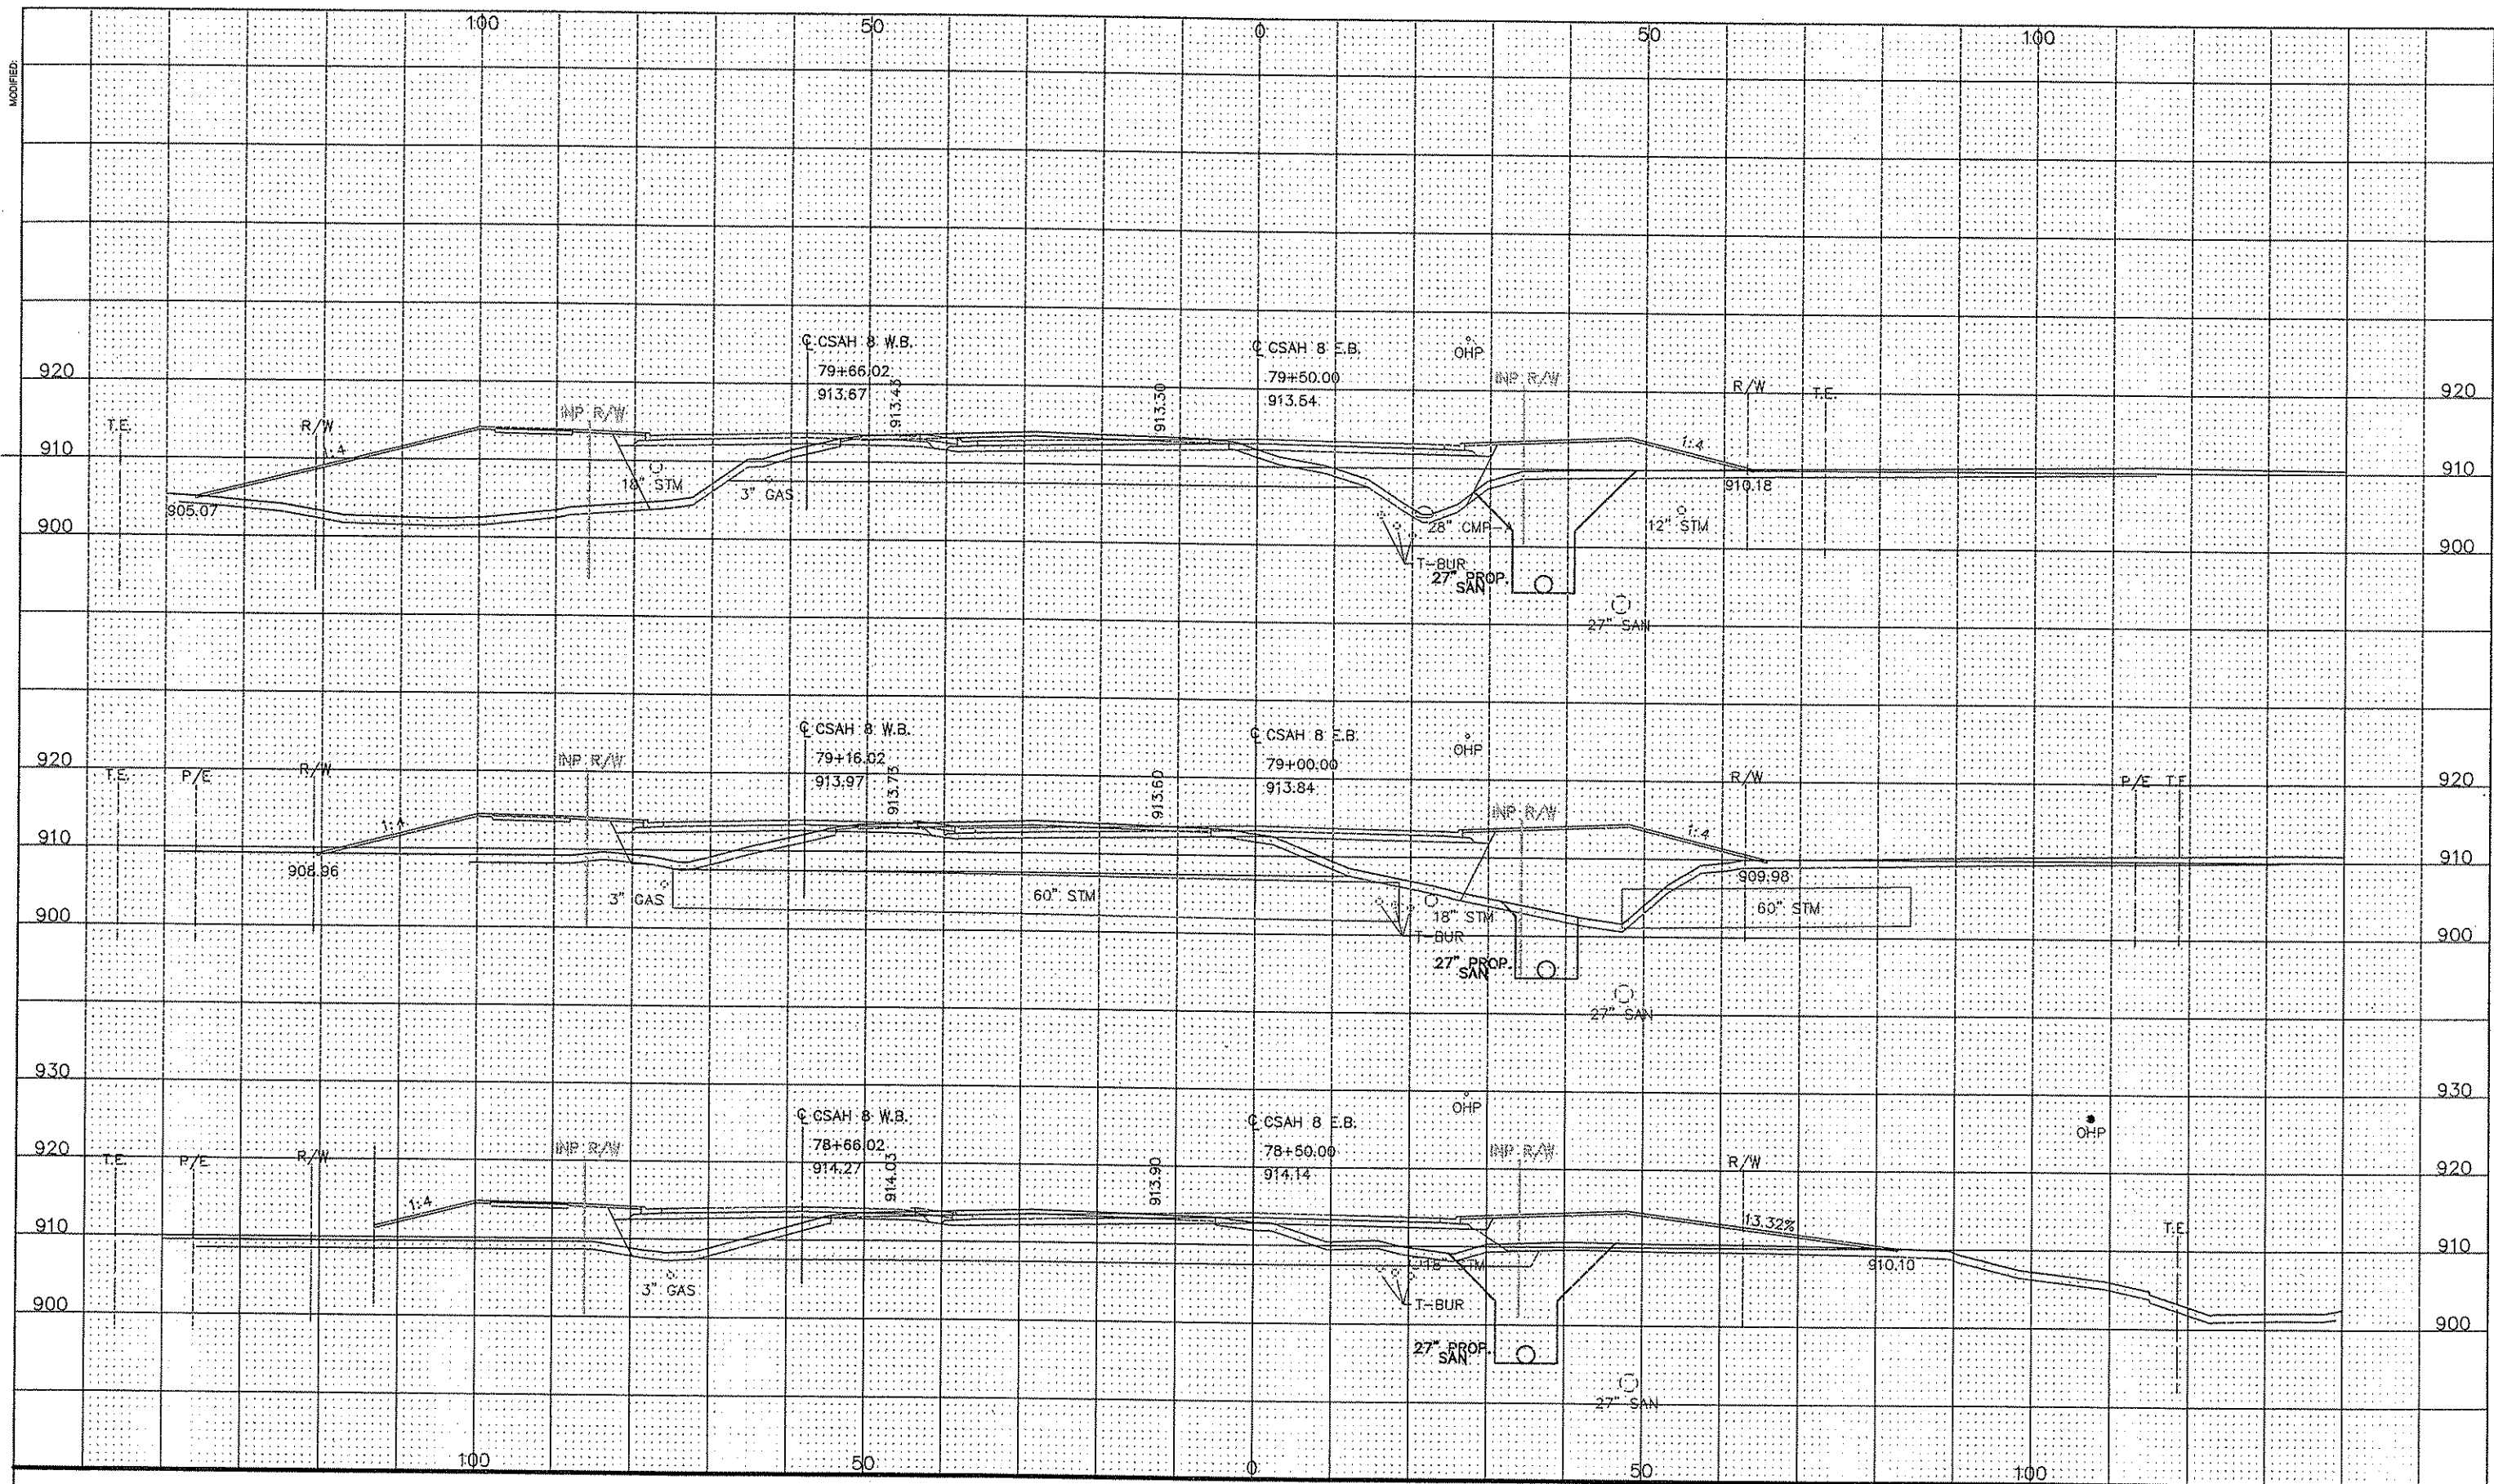 MODIFIED:
100 50 0 50 100
℄ CSAH 8 W.B.
79+66.02
913.67
913.43
913.30
℄ CSAH 8 E.B.
79+50.00
913.54
OHP
920 920
T.E. R/W INP R/W INP R/W R/W T.E.
910 910
1:4 1:4
18" STM
3" GAS
905.07
910.18
28" CMP-A
12" STM
900 900
T-BUR
27" PROP.
SAN
27" SAN
℄ CSAH 8 W.B.
79+16.02
913.97
913.73
913.60
℄ CSAH 8 E.B.
79+00.00
913.84
OHP
920 920
T.E. P/E R/W INP R/W INP R/W R/W P/E T.E.
1:4 1:4
910 910
908.96
909.98
3" GAS
60" STM
18" STM
60" STM
900 900
T-BUR
27" PROP.
SAN
27" SAN
930 930
℄ CSAH 8 W.B.
78+66.02
914.27
914.03
913.90
℄ CSAH 8 E.B.
78+50.00
914.14
OHP
OHP
920 920
T.E. P/E R/W INP R/W INP R/W R/W T.E.
1:4 13.32%
910 910
910.10
18" STM
3" GAS
T-BUR
900 900
27" PROP.
SAN
27" SAN
100 50 0 50 100